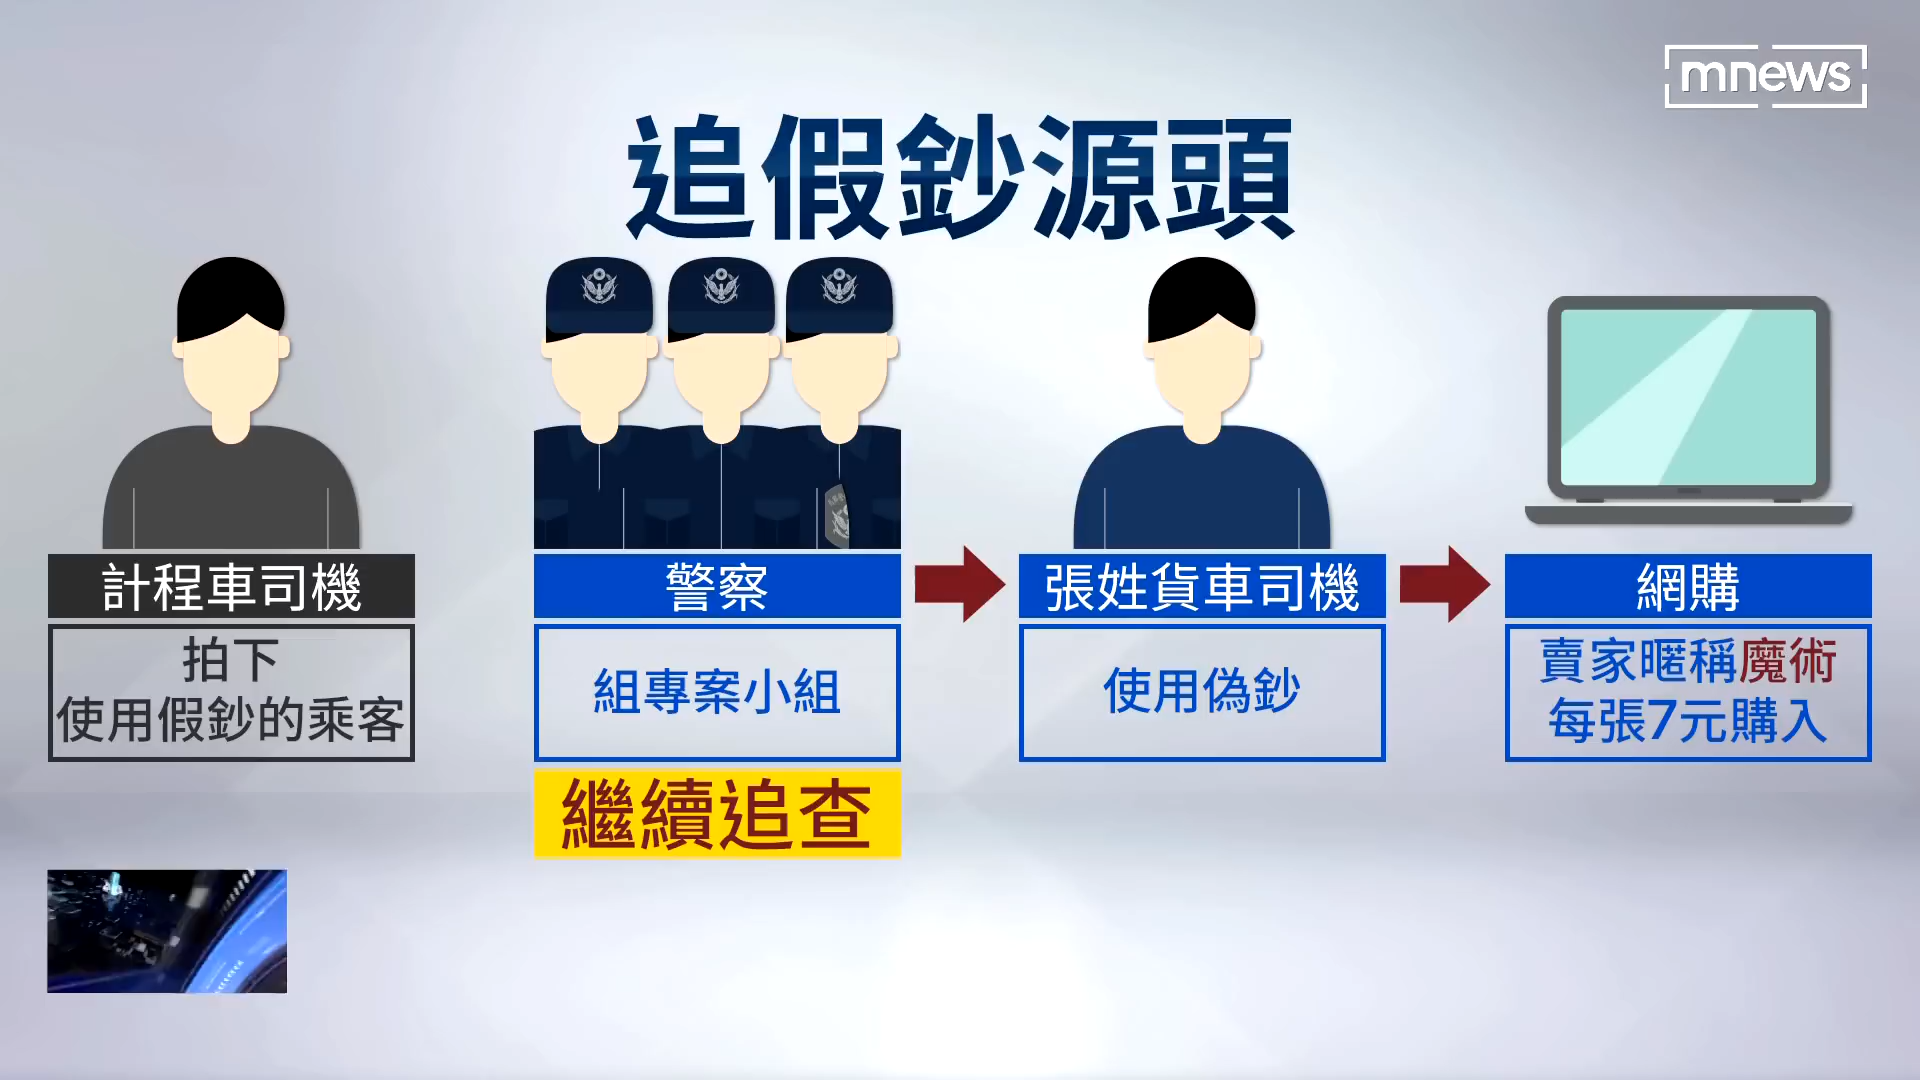 mnews
追假鈔源頭
計程車司機
拍下
使用假鈔的乘客
警察
組專案小組
繼續追查
張姓貨車司機
使用偽鈔
網購
賣家暱稱魔術
每張7元購入